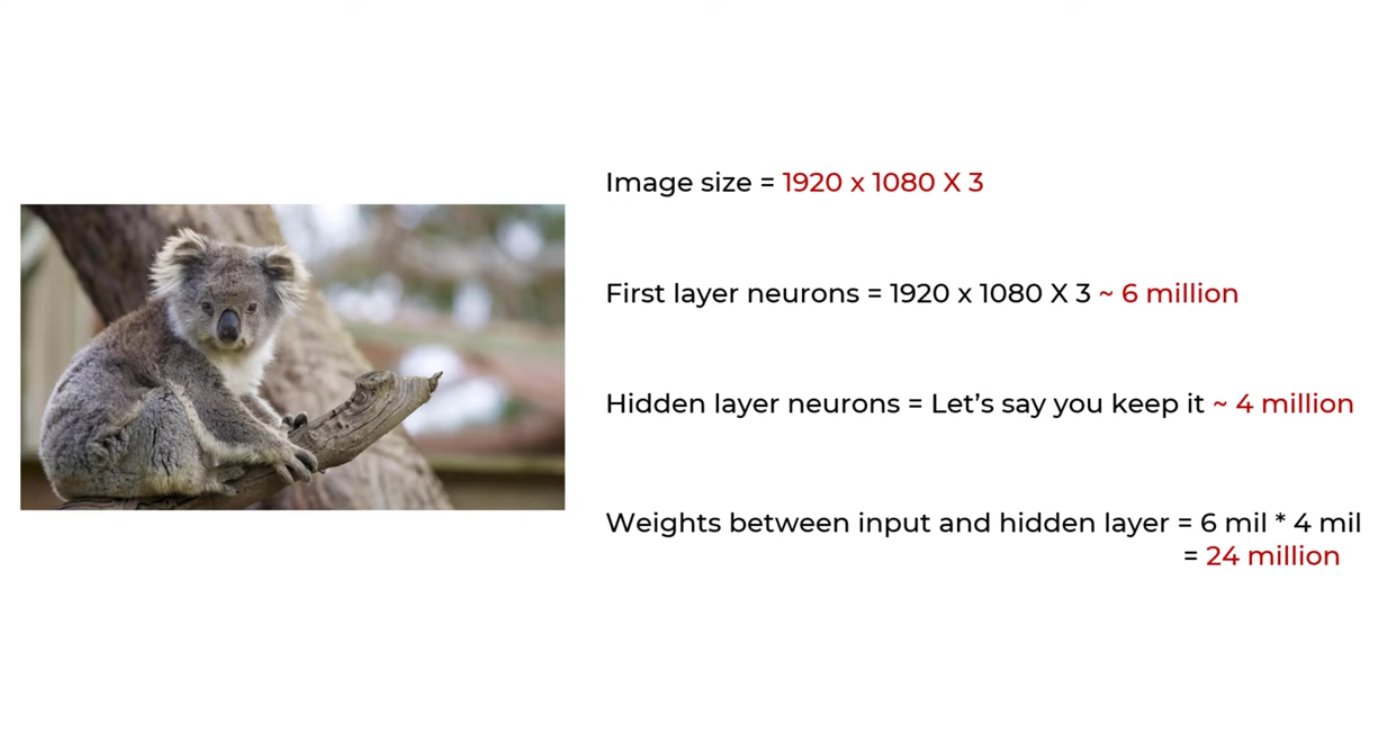 Image size = 1920 x 1080 X 3
First layer neurons = 1920 x 1080 X 3 ~ 6 million
Hidden layer neurons = Let’s say you keep it ~ 4 million
Weights between input and hidden layer = 6 mil * 4 mil
= 24 million